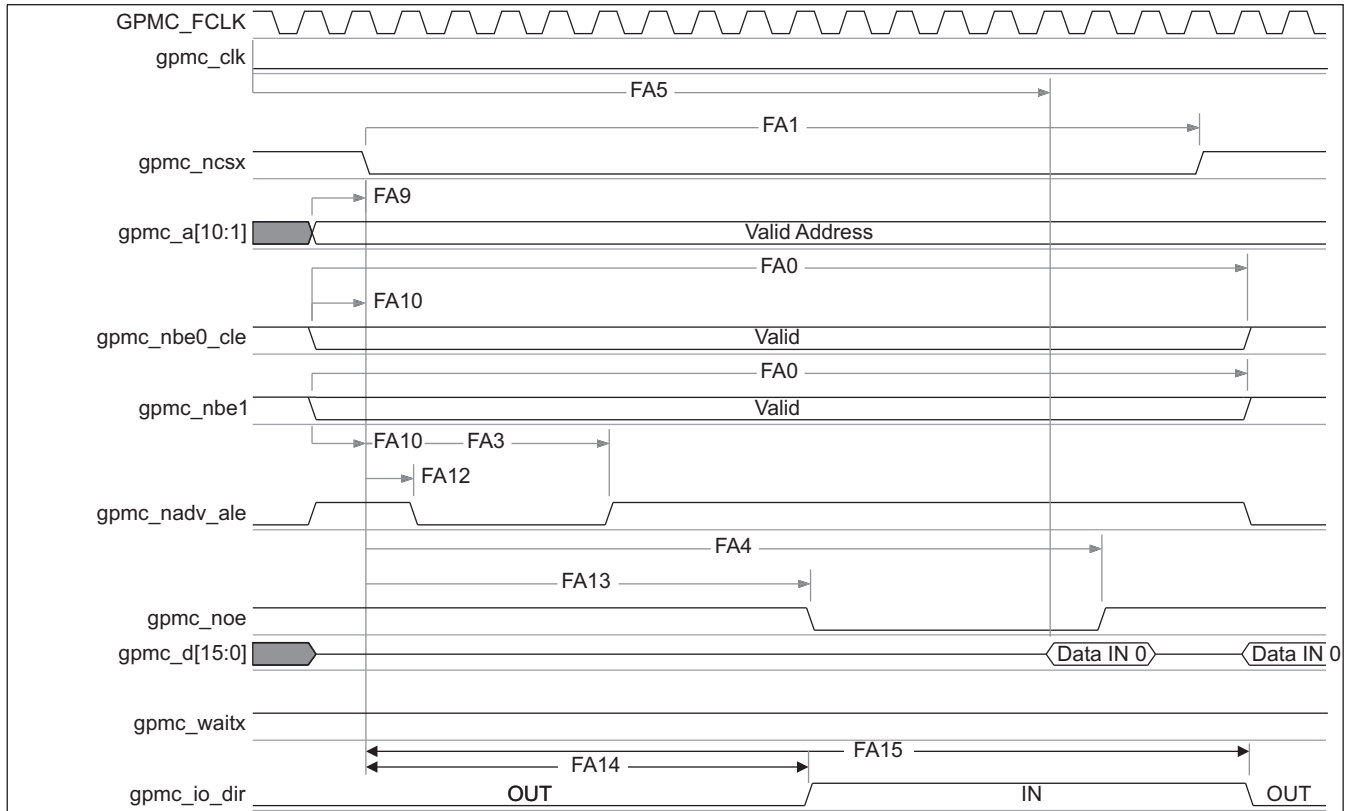 GPMC_FCLK
gpmc_clk
FA5
FA1
gpmc_ncsx
FA9
gpmc_a[10:1]
Valid Address
FA0
FA10
gpmc_nbe0_cle
Valid
FA0
gpmc_nbe1
Valid
FA10
FA3
FA12
gpmc_nadv_ale
FA4
FA13
gpmc_noe
gpmc_d[15:0]
Data IN 0
Data IN 0
gpmc_waitx
FA15
FA14
gpmc_io_dir
OUT
IN
OUT